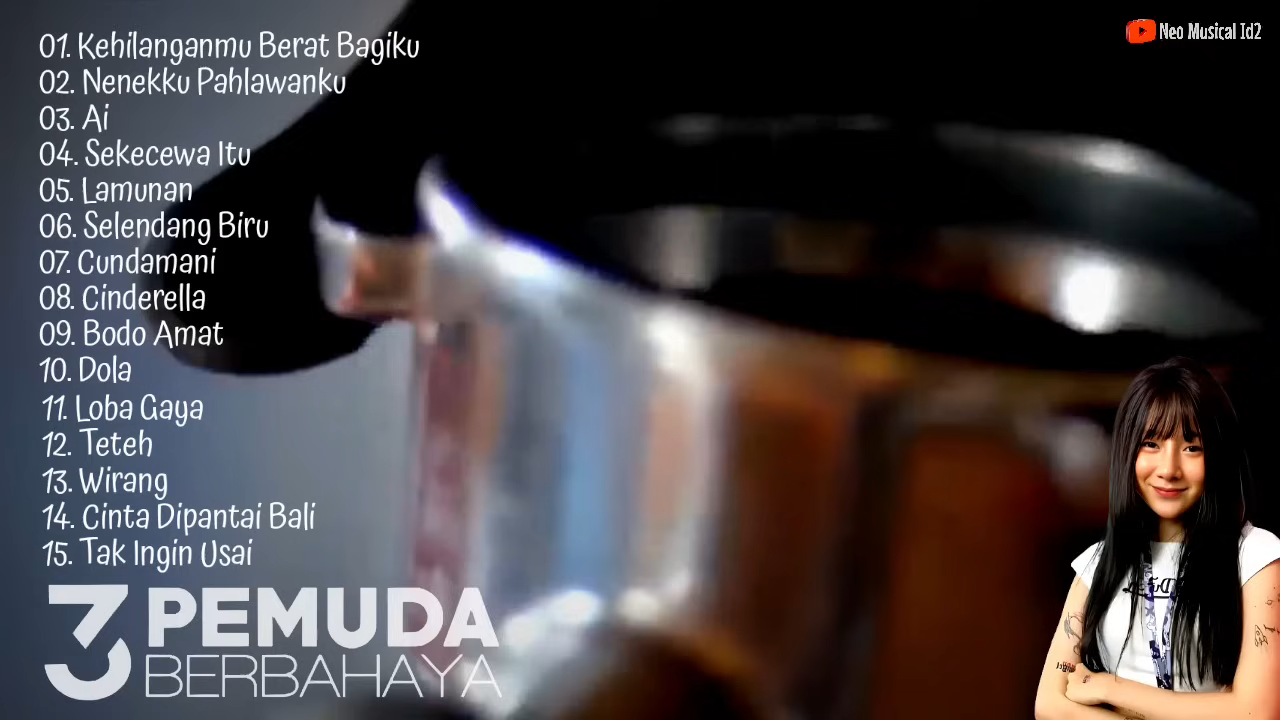 01. Kehilanganmu Berat Bagiku
02. Nenekku Pahlawanku
03. Ai
04. Sekecewa Itu
05. Lamunan
06. Selendang Biru
07. Cundamani
08. Cinderella
09. Bodo Amat
10. Dola
11. Loba Gaya
12. Teteh
13. Wirang
14. Cinta Dipantai Bali
15. Tak Ingin Usai
3 PEMUDA
BERBAHAYA
Neo Musical Id2